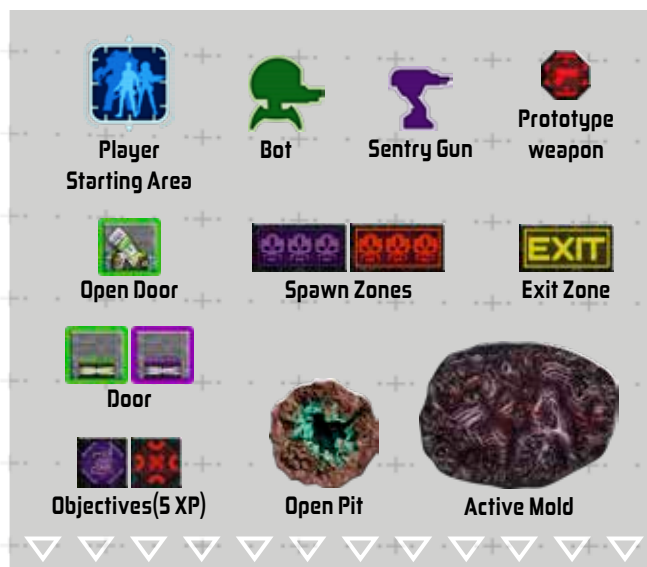 Player
Starting Area
Bot
Sentry Gun
Prototype
weapon
Open Door
Spawn Zones
EXIT
Exit Zone
Door
Objectives(5 XP)
Open Pit
Active Mold